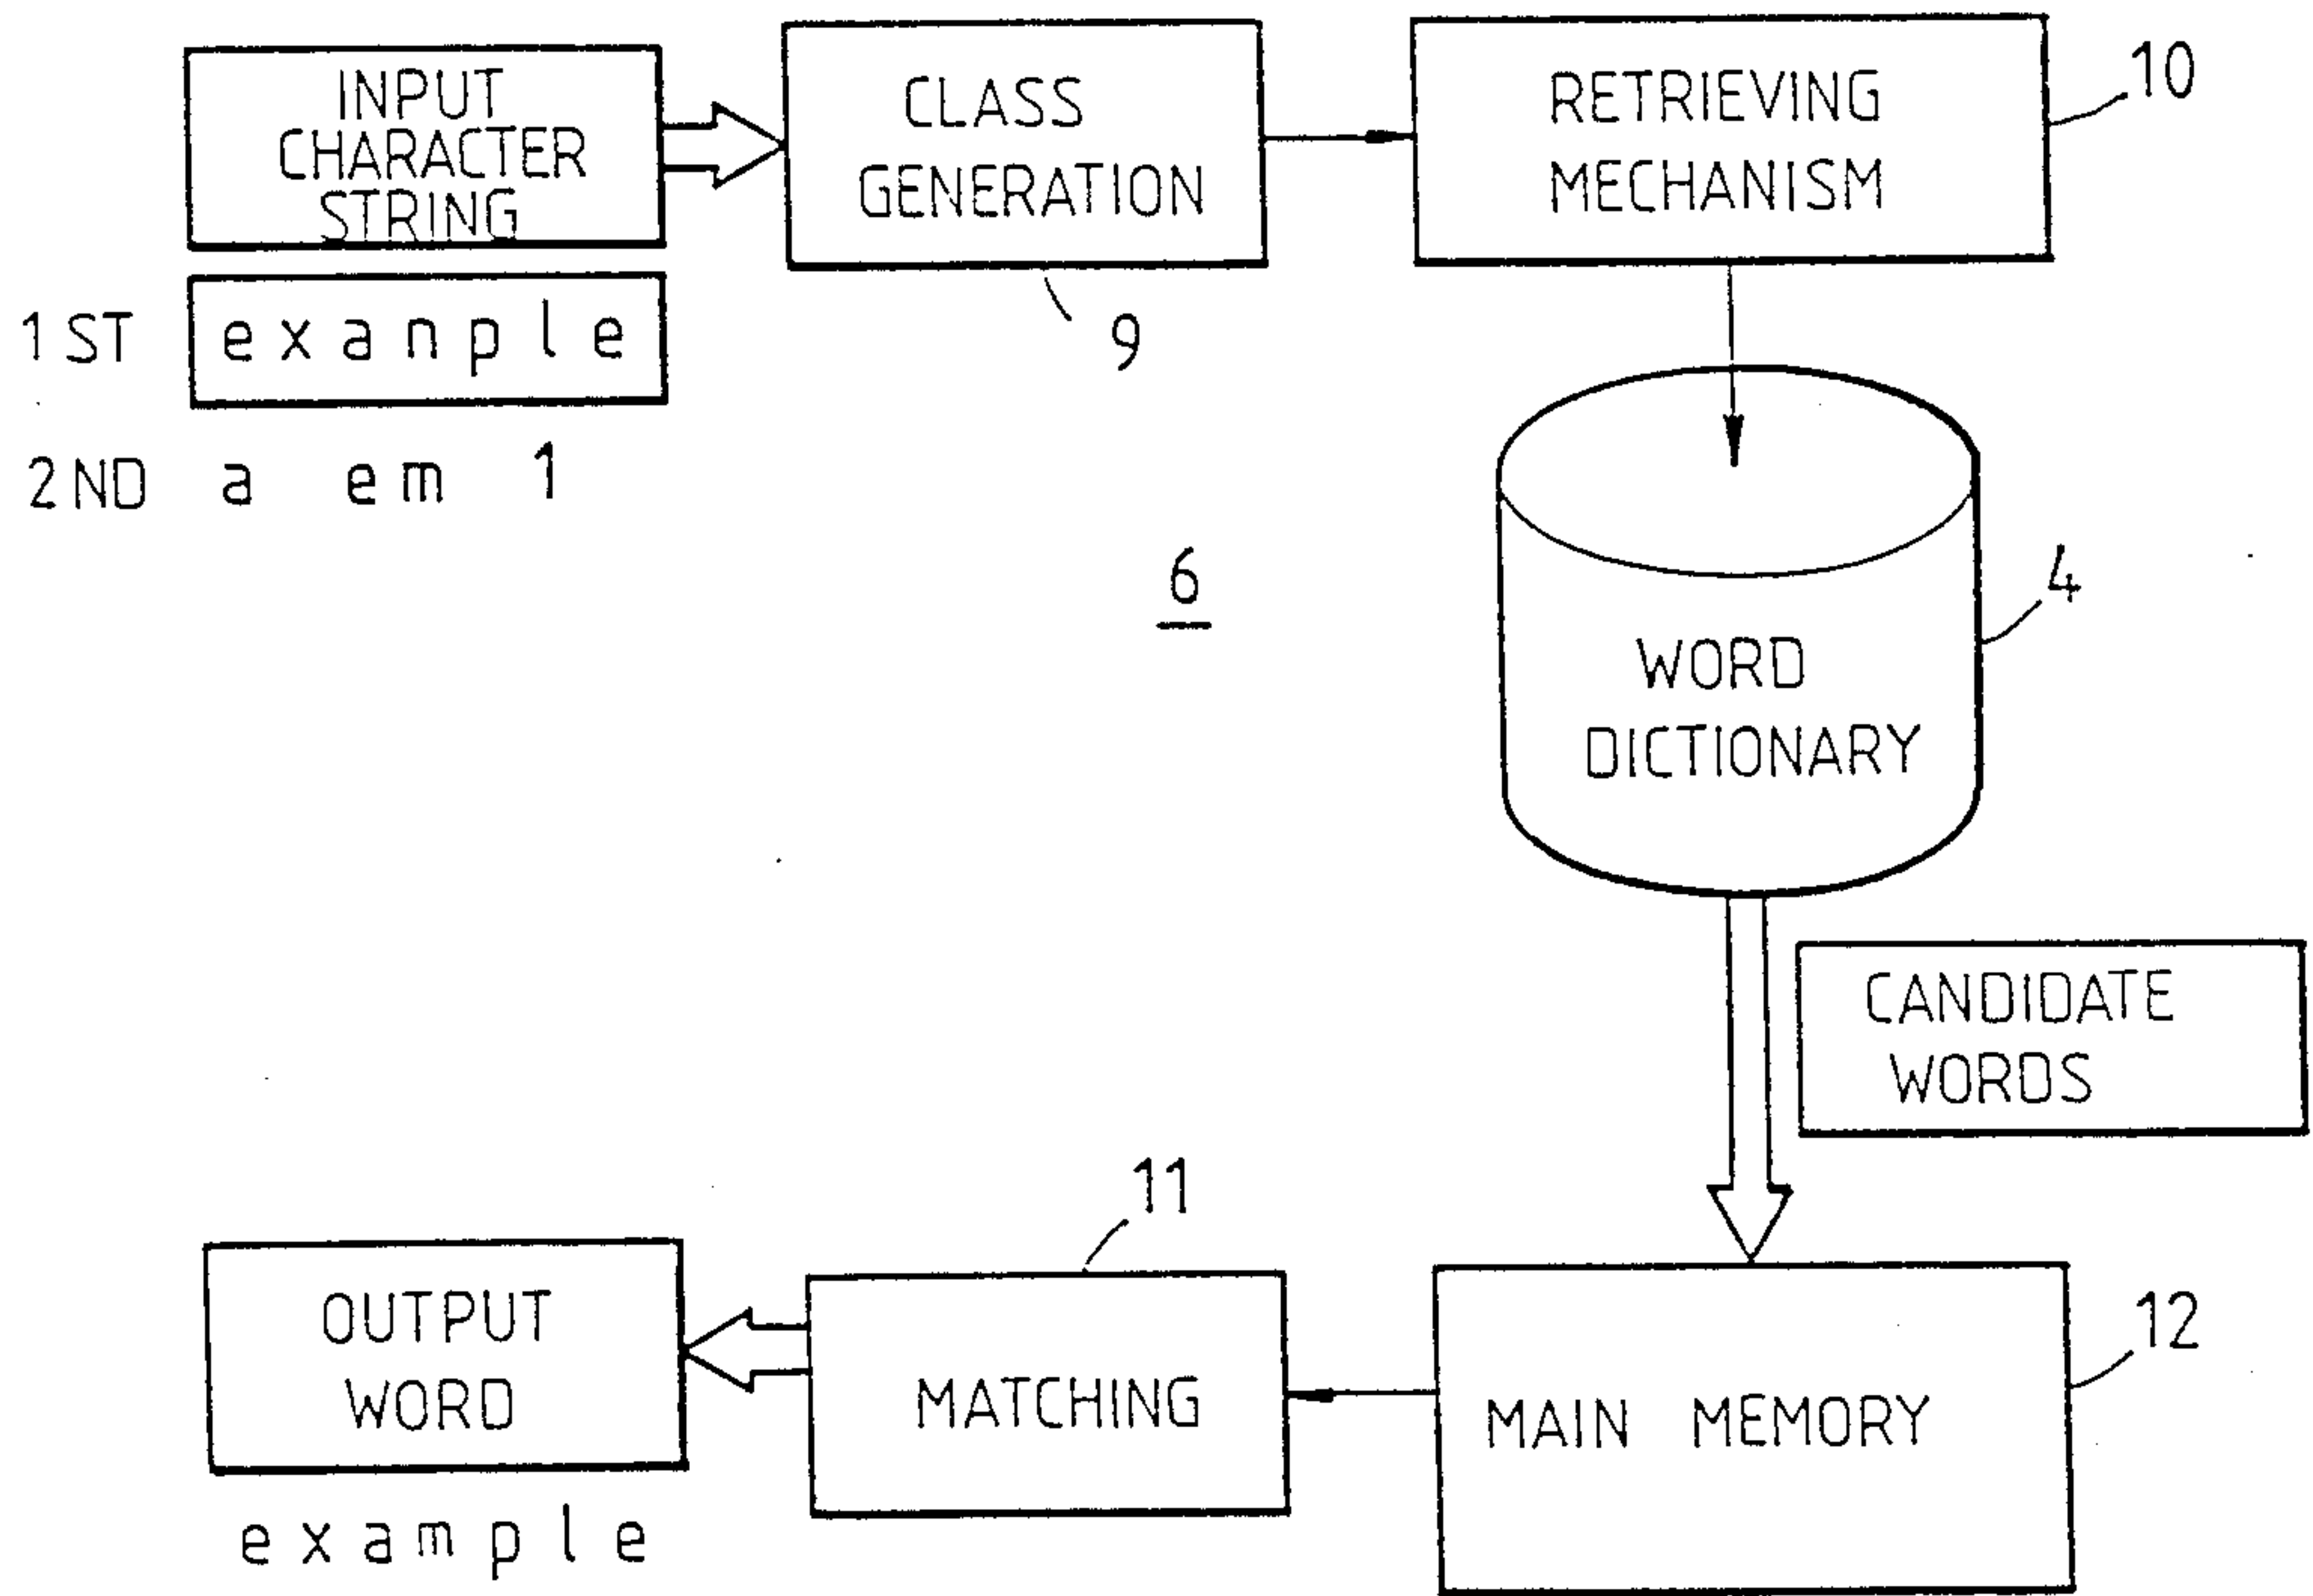 INPUT
CHARACTER
STRING
CLASS
GENERATION
RETRIEVING
MECHANISM
10
9
1ST e x a n p l e
2ND a e m 1
6
4
WORD
DICTIONARY
CANDIDATE
WORDS
11
12
OUTPUT
WORD
MATCHING
MAIN MEMORY
e x a m p l e